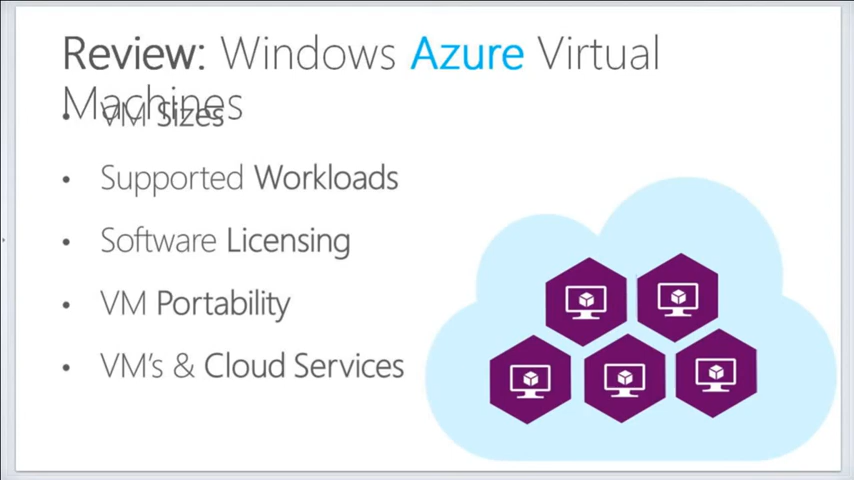 Review: Windows Azure Virtual
Machines
• VM Sizes
• Supported Workloads
• Software Licensing
• VM Portability
• VM's & Cloud Services